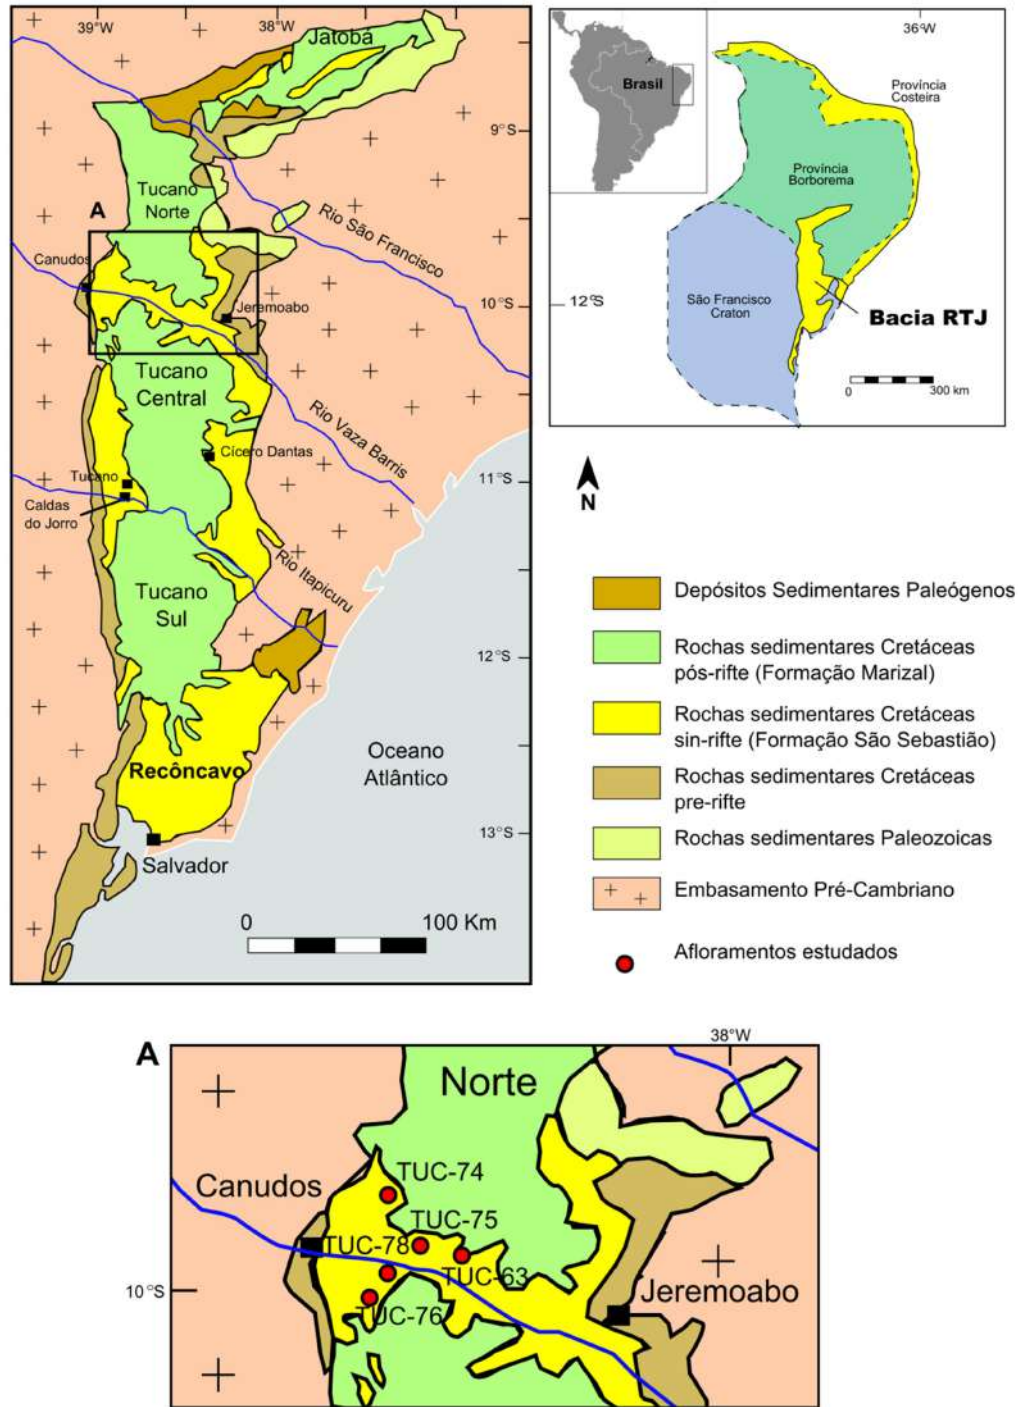 39°W
38°W
Jatobá
9°S
Tucano
Norte
A
Rio São Francisco
Canudos
10°S
Jeremoabo
Tucano
Central
Rio Vaza Barris
Cícero Dantas
Tucano
11°S
Caldas
do Jorro
Rio Itapicuru
Tucano
Sul
12°S
Oceano
Atlântico
Recôncavo
13°S
Salvador
0 100 Km
36°W
Brasil
Província
Costeira
Província
Borborema
12°S
São Francisco
Craton
Bacia RTJ
0 300 km
N
Depósitos Sedimentares Paleógenos
Rochas sedimentares Cretáceas
pós-rifte (Formação Marizal)
Rochas sedimentares Cretáceas
sin-rifte (Formação São Sebastião)
Rochas sedimentares Cretáceas
pre-rifte
Rochas sedimentares Paleozoicas
Embasamento Pré-Cambriano
Afloramentos estudados
A
38°W
Norte
Canudos
TUC-74
TUC-75
TUC-78
TUC-63
10°S
Jeremoabo
TUC-76